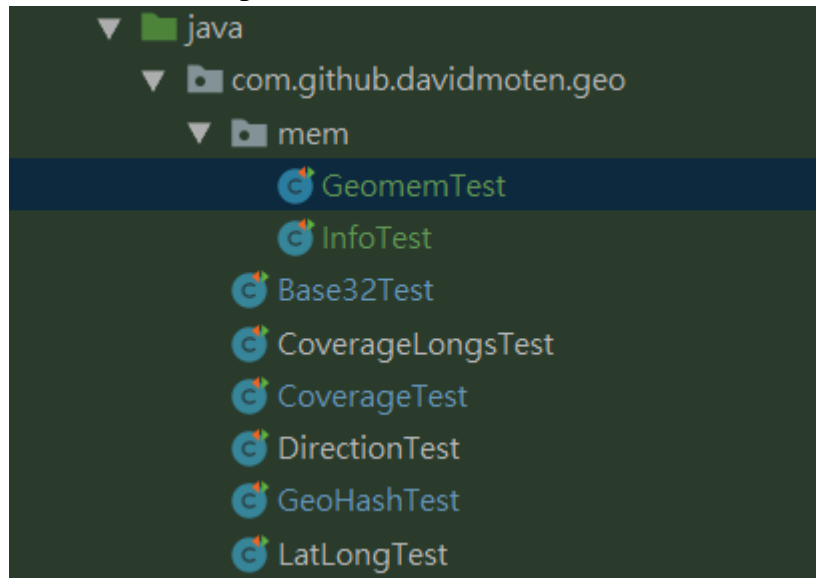 java
com.github.davidmoten.geo
mem
GeomemTest
InfoTest
Base32Test
CoverageLongsTest
CoverageTest
DirectionTest
GeoHashTest
LatLongTest